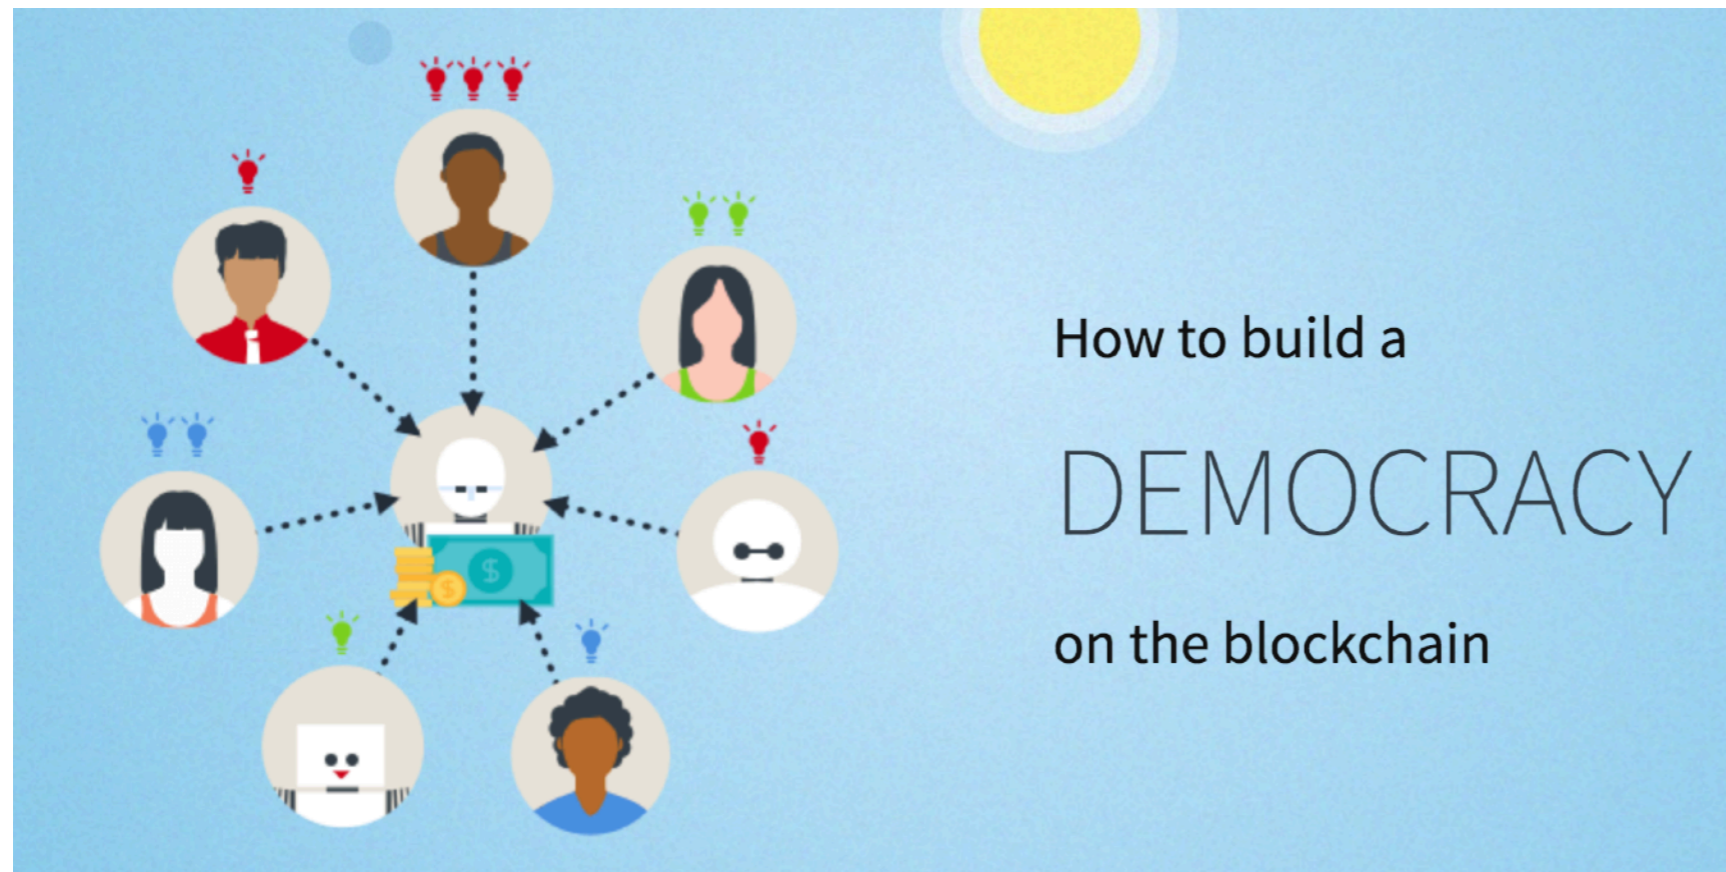 How to build a
DEMOCRACY
on the blockchain
$
$